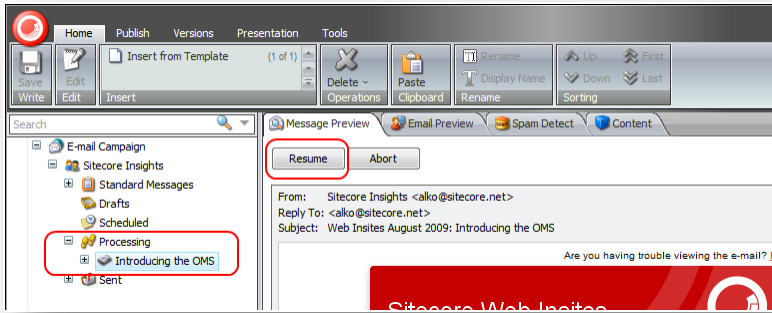 Home Publish Versions Presentation Tools
Insert from Template (1 of 1)
Save Edit Delete Paste Rename Display Name Up Down First Last
Write Edit Insert Operations Clipboard Rename Sorting
Search
E-mail Campaign
Sitecore Insights
Standard Messages
Drafts
Scheduled
Processing
Introducing the OMS
Sent
Message Preview Email Preview Spam Detect Content
Resume Abort
From: Sitecore Insights <alko@sitecore.net>
Reply To: <alko@sitecore.net>
Subject: Web Insites August 2009: Introducing the OMS
Are you having trouble viewing the e-mail?
Sitecore Web Insites